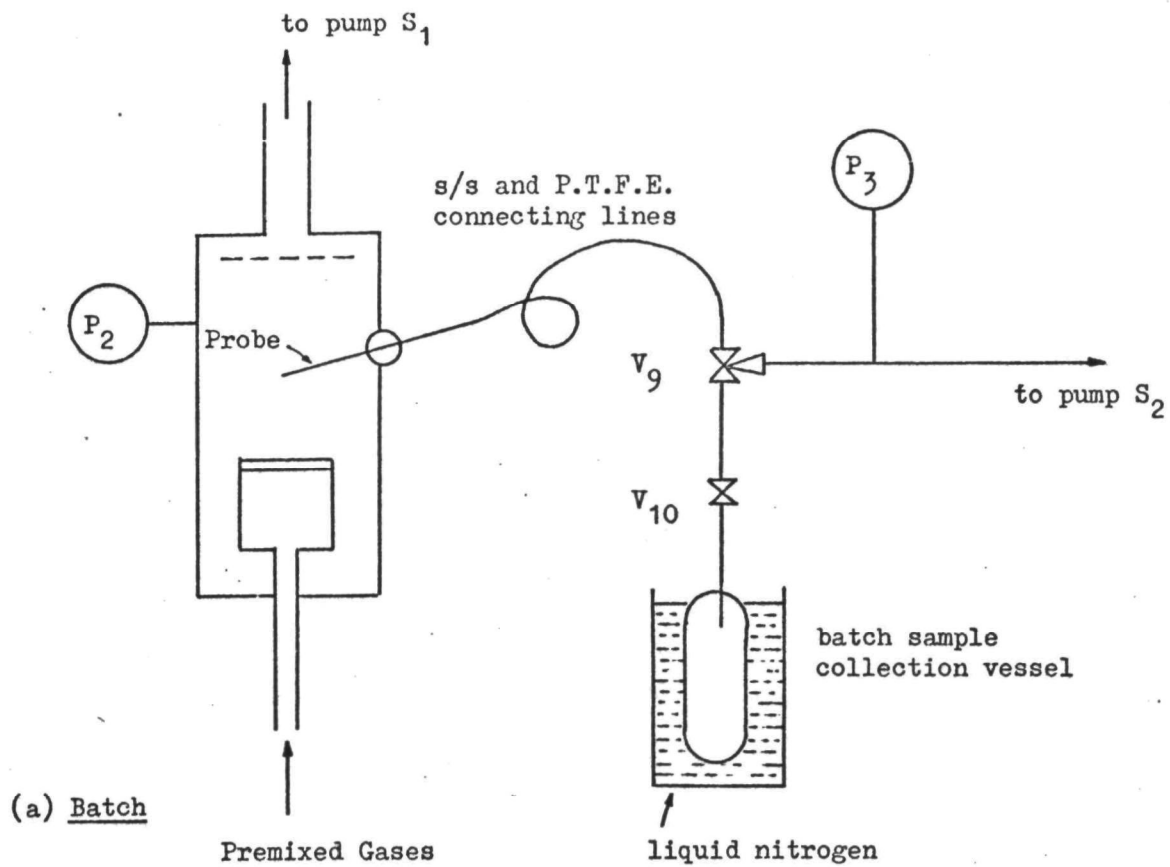 to pump S1
P3
s/s and P.T.F.E.
connecting lines
P2
Probe
V9
to pump S2
V10
batch sample
collection vessel
(a) Batch
Premixed Gases
liquid nitrogen